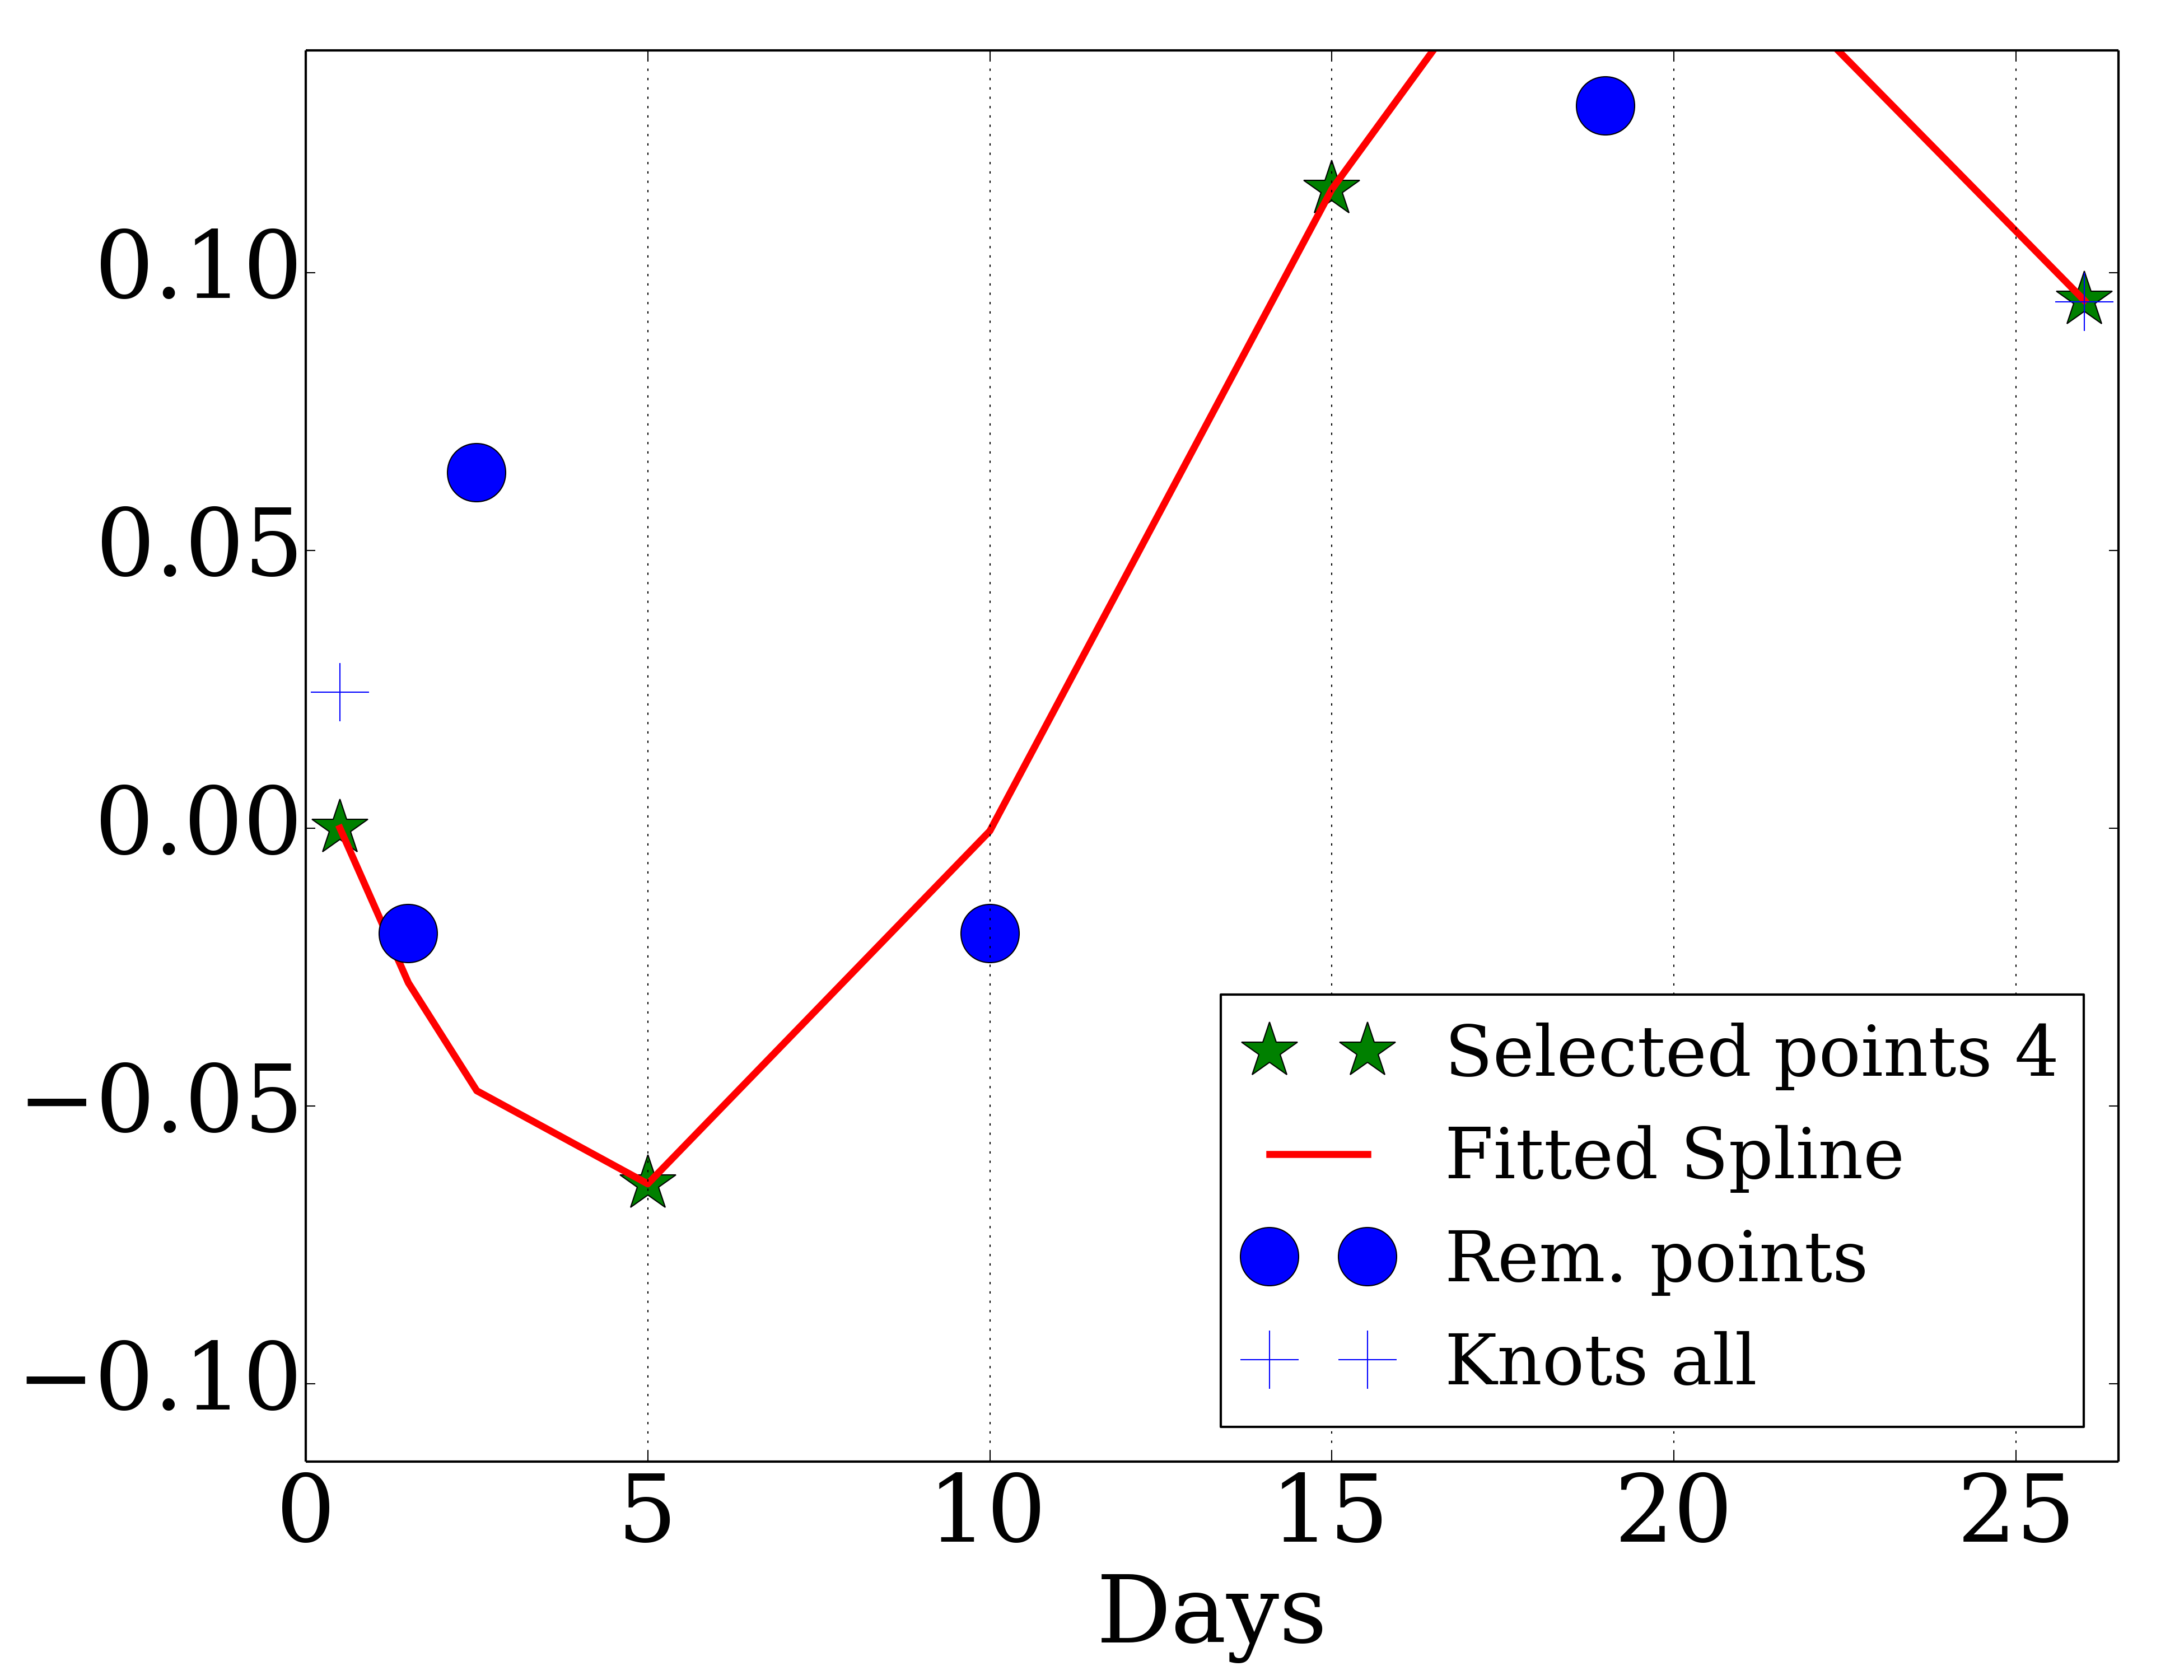 0.10
0.05
0.00
−0.05
−0.10
Selected points 4
Fitted Spline
Rem. points
Knots all
0 5 10 15 20 25
Days